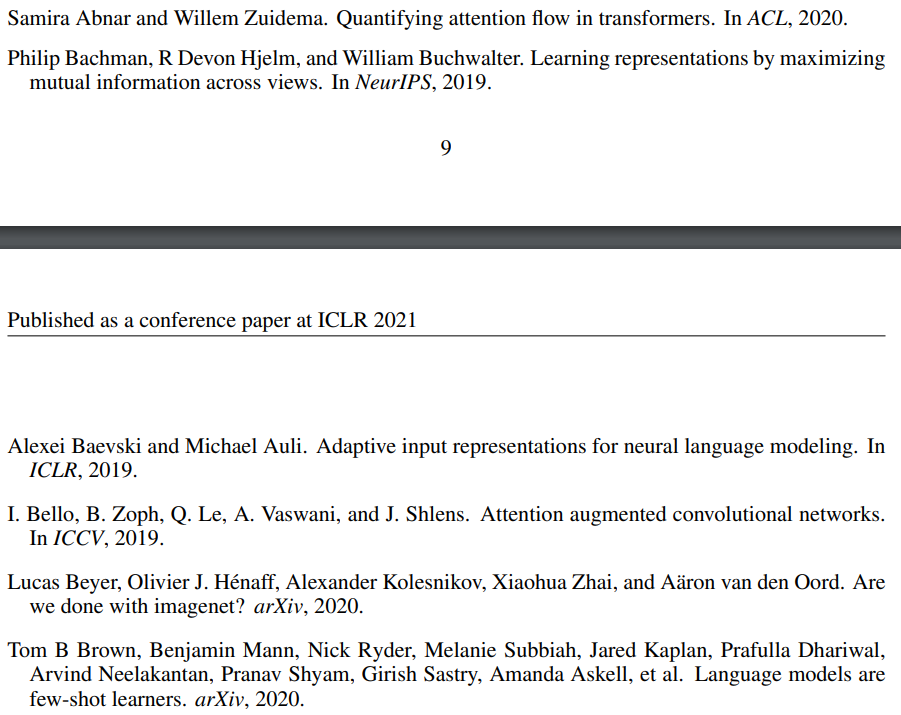 Samira Abnar and Willem Zuidema. Quantifying attention flow in transformers. In ACL, 2020.
Philip Bachman, R Devon Hjelm, and William Buchwalter. Learning representations by maximizing
mutual information across views. In NeurIPS, 2019.
9
Published as a conference paper at ICLR 2021
Alexei Baevski and Michael Auli. Adaptive input representations for neural language modeling. In
ICLR, 2019.
I. Bello, B. Zoph, Q. Le, A. Vaswani, and J. Shlens. Attention augmented convolutional networks.
In ICCV, 2019.
Lucas Beyer, Olivier J. Hénaff, Alexander Kolesnikov, Xiaohua Zhai, and Aäron van den Oord. Are
we done with imagenet? arXiv, 2020.
Tom B Brown, Benjamin Mann, Nick Ryder, Melanie Subbiah, Jared Kaplan, Prafulla Dhariwal,
Arvind Neelakantan, Pranav Shyam, Girish Sastry, Amanda Askell, et al. Language models are
few-shot learners. arXiv, 2020.